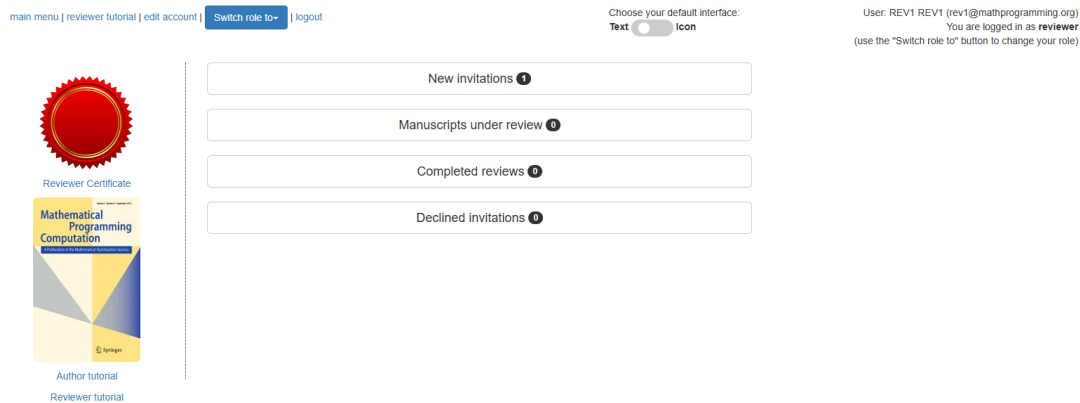 main menu | reviewer tutorial | edit account | Switch role to | logout
Choose your default interface:
Text Icon
User: REV1 REV1 (rev1@mathprogramming.org)
You are logged in as reviewer
(use the "Switch role to" button to change your role)
New invitations 1
Manuscripts under review 0
Completed reviews 0
Declined invitations 0
Reviewer Certificate
Mathematical
Programming
Computation
A Publication of the Mathematical Optimization Society
Springer
Author tutorial
Reviewer tutorial